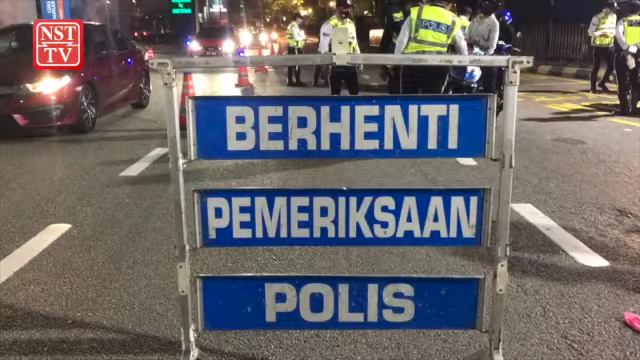 NST
TV
POLIS
BERHENTI
PEMERIKSAAN
POLIS